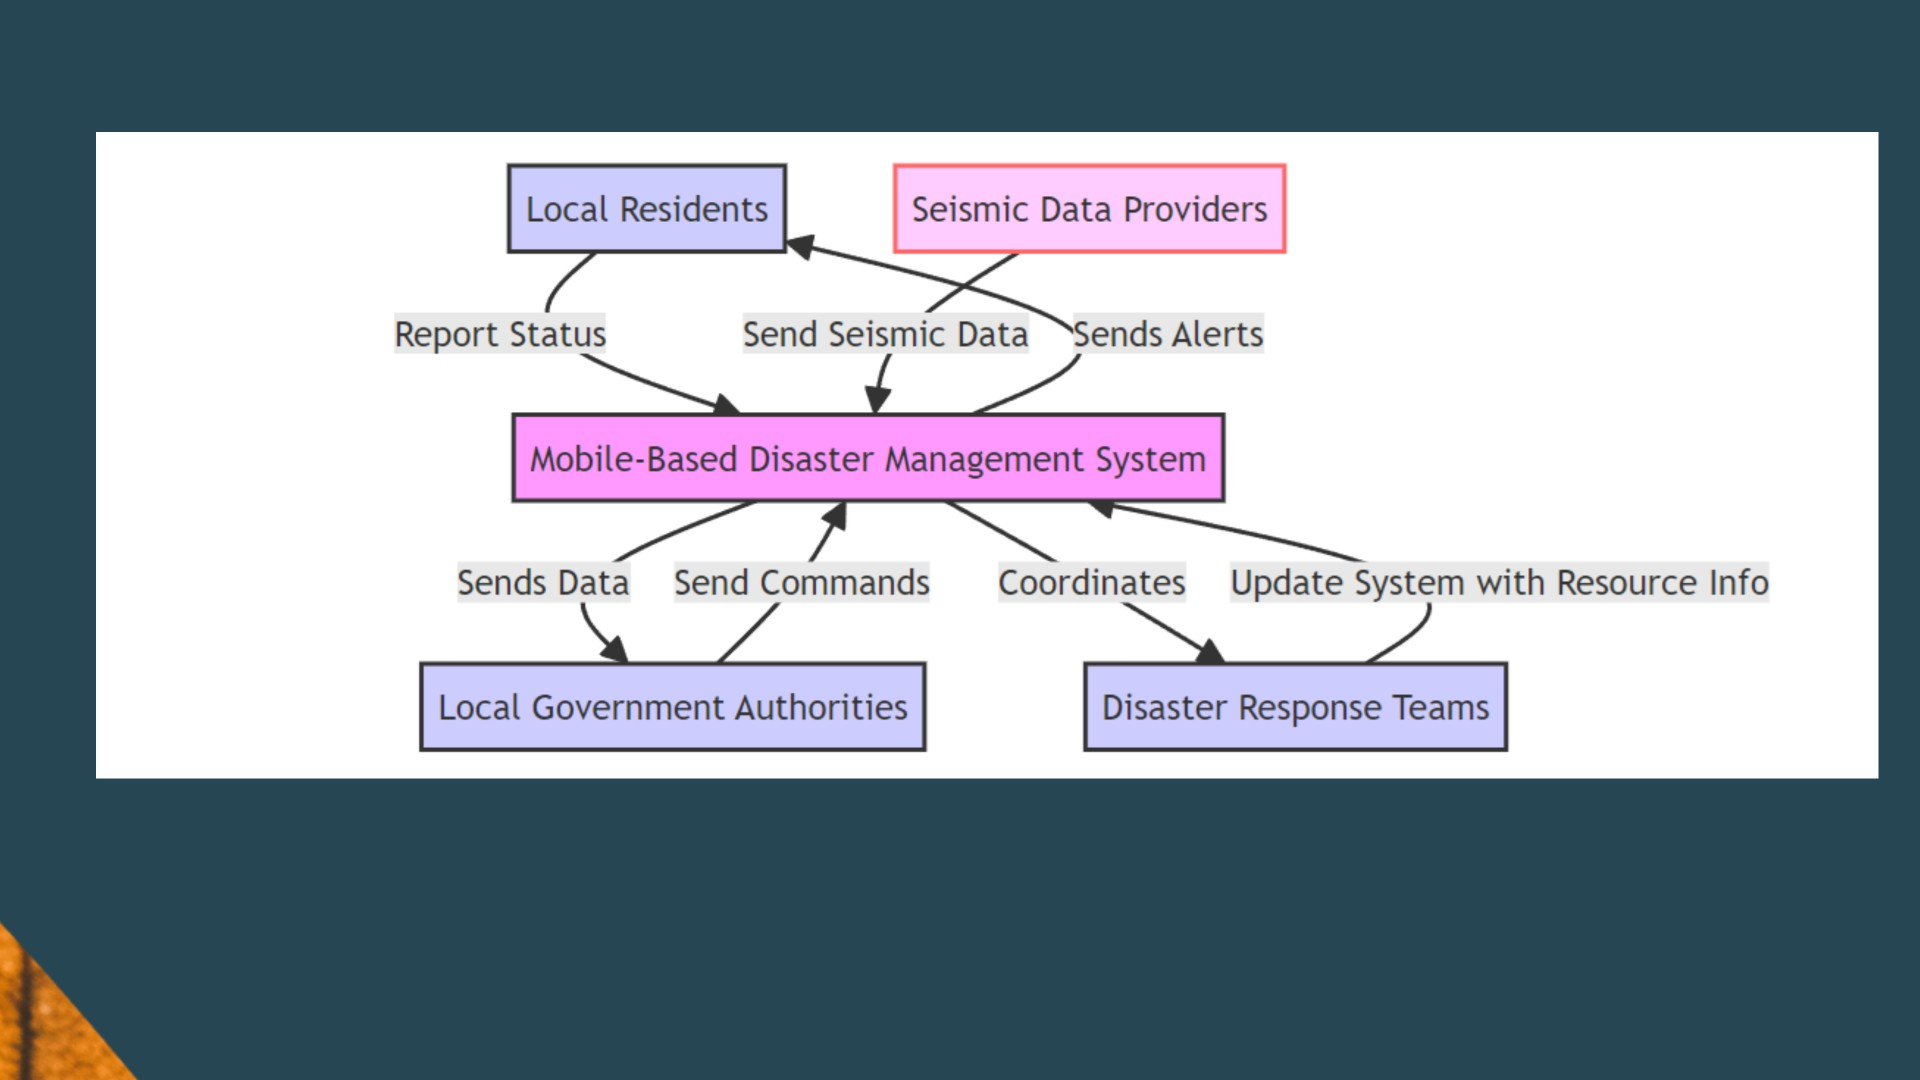 Local Residents
Seismic Data Providers
Report Status
Send Seismic Data
Sends Alerts
Mobile-Based Disaster Management System
Sends Data
Send Commands
Coordinates
Update System with Resource Info
Local Government Authorities
Disaster Response Teams